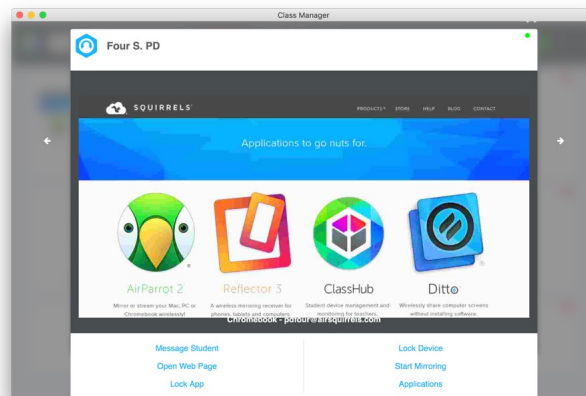 Class Manager
Four S. PD
SQUIRRELS
PRODUCTS STORE HELP BLOG CONTACT
Applications to go nuts for.
AirParrot 2
Mirror or stream your Mac, PC or
Chromebook wirelessly!
Reflector 3
A wireless mirroring receiver for
phones, tablets and computers.
ClassHub
Student device management and
monitoring for teachers.
Ditto
Wirelessly share computer screens
without installing software.
Chromebook - pdfour@airsquirrels.com
Message Student
Open Web Page
Lock App
Lock Device
Start Mirroring
Applications